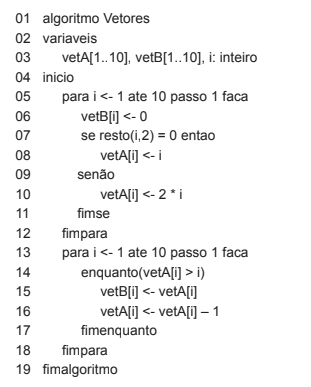 01 algoritmo Vetores
02 variaveis
03 vetA[1..10], vetB[1..10], i: inteiro
04 inicio
05 para i <- 1 ate 10 passo 1 faca
06 vetB[i] <- 0
07 se resto(i,2) = 0 entao
08 vetA[i] <- i
09 senão
10 vetA[i] <- 2 * i
11 fimse
12 fimpara
13 para i <- 1 ate 10 passo 1 faca
14 enquanto(vetA[i] > i)
15 vetB[i] <- vetA[i]
16 vetA[i] <- vetA[i] – 1
17 fimenquanto
18 fimpara
19 fimalgoritmo